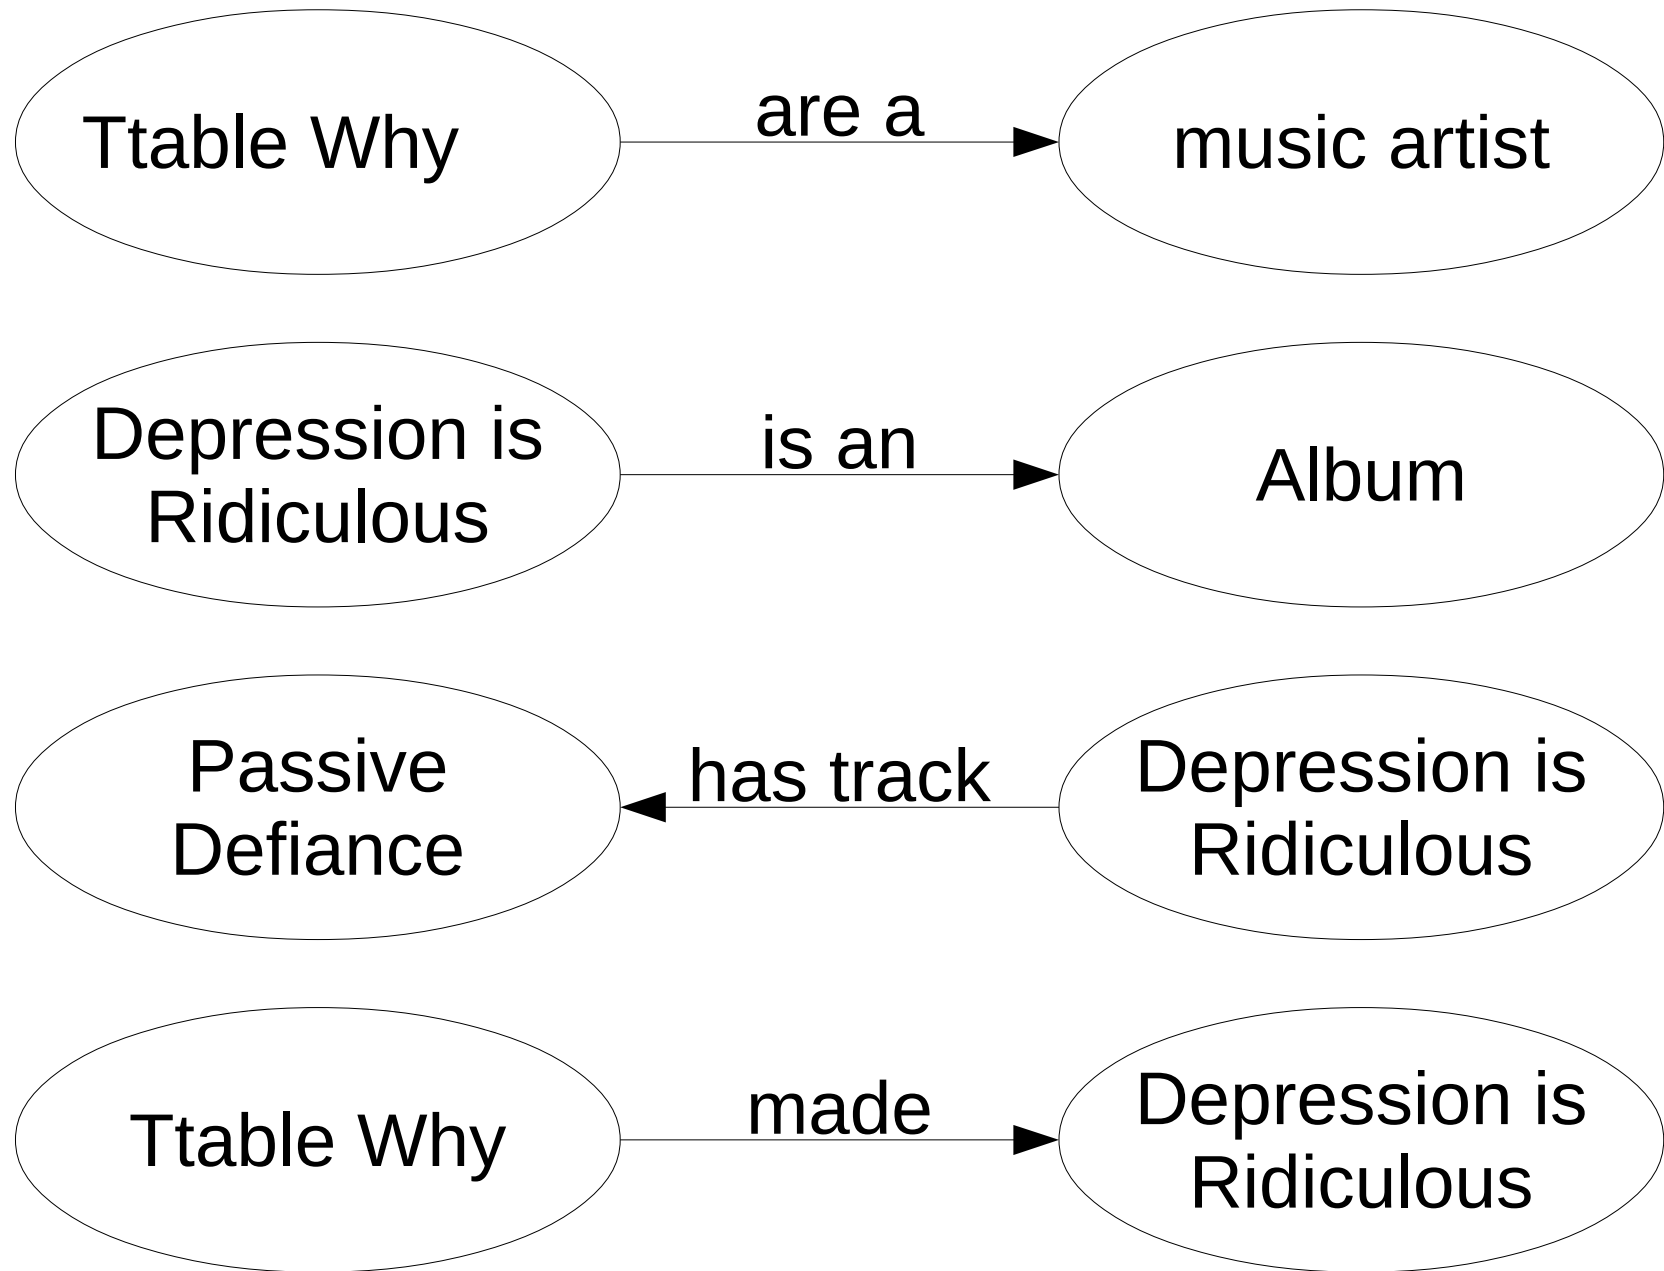 Ttable Why
are a
music artist
Depression is
Ridiculous
is an
Album
Passive
Defiance
has track
Depression is
Ridiculous
Ttable Why
made
Depression is
Ridiculous